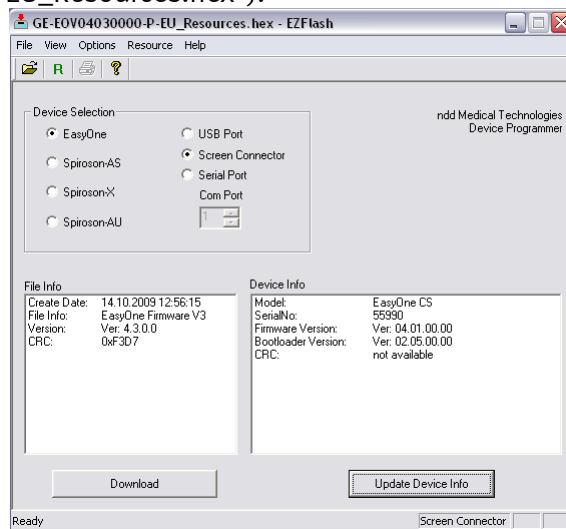 EU_Resources.hex").
GE-EOV04030000-P-EU_Resources.hex - EZFlash
File View Options Resource Help
R
Device Selection
EasyOne
USB Port
Spiroson-AS
Screen Connector
Serial Port
Spiroson-X
Com Port
1
Spiroson-AU
ndd Medical Technologies
Device Programmer
File Info
Create Date: 14.10.2009 12:56:15
File Info: EasyOne Firmware V3
Version: Ver: 4.3.0.0
CRC: 0xF3D7
Device Info
Model: EasyOne CS
SerialNo: 55990
Firmware Version: Ver: 04.01.00.00
Bootloader Version: Ver: 02.05.00.00
CRC: not available
Download
Update Device Info
Ready
Screen Connector